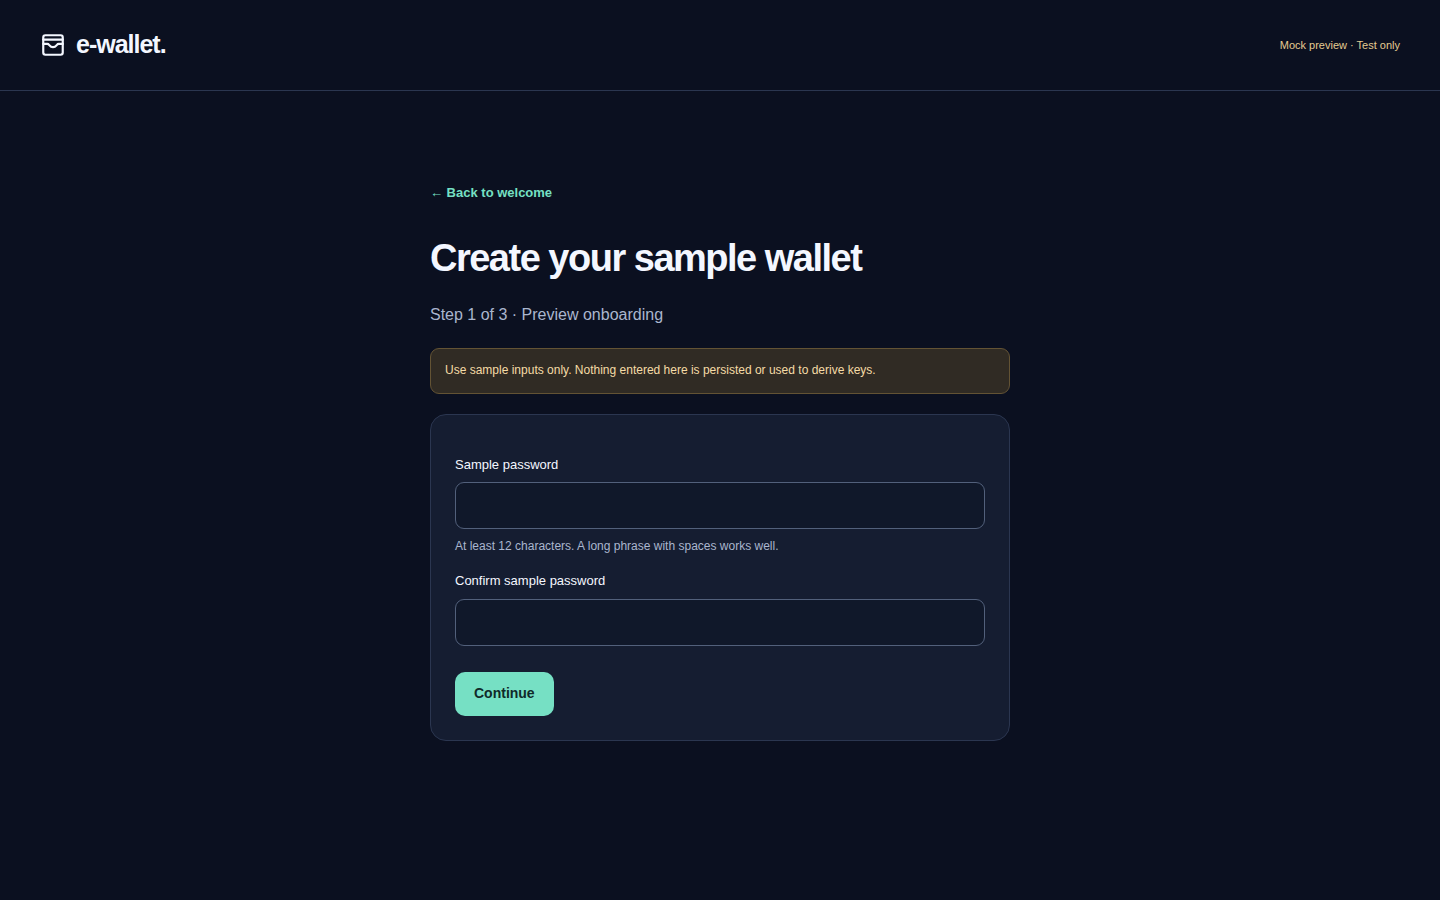 e-wallet.
Mock preview · Test only
← Back to welcome
Create your sample wallet
Step 1 of 3 · Preview onboarding
Use sample inputs only. Nothing entered here is persisted or used to derive keys.
Sample password
At least 12 characters. A long phrase with spaces works well.
Confirm sample password
Continue